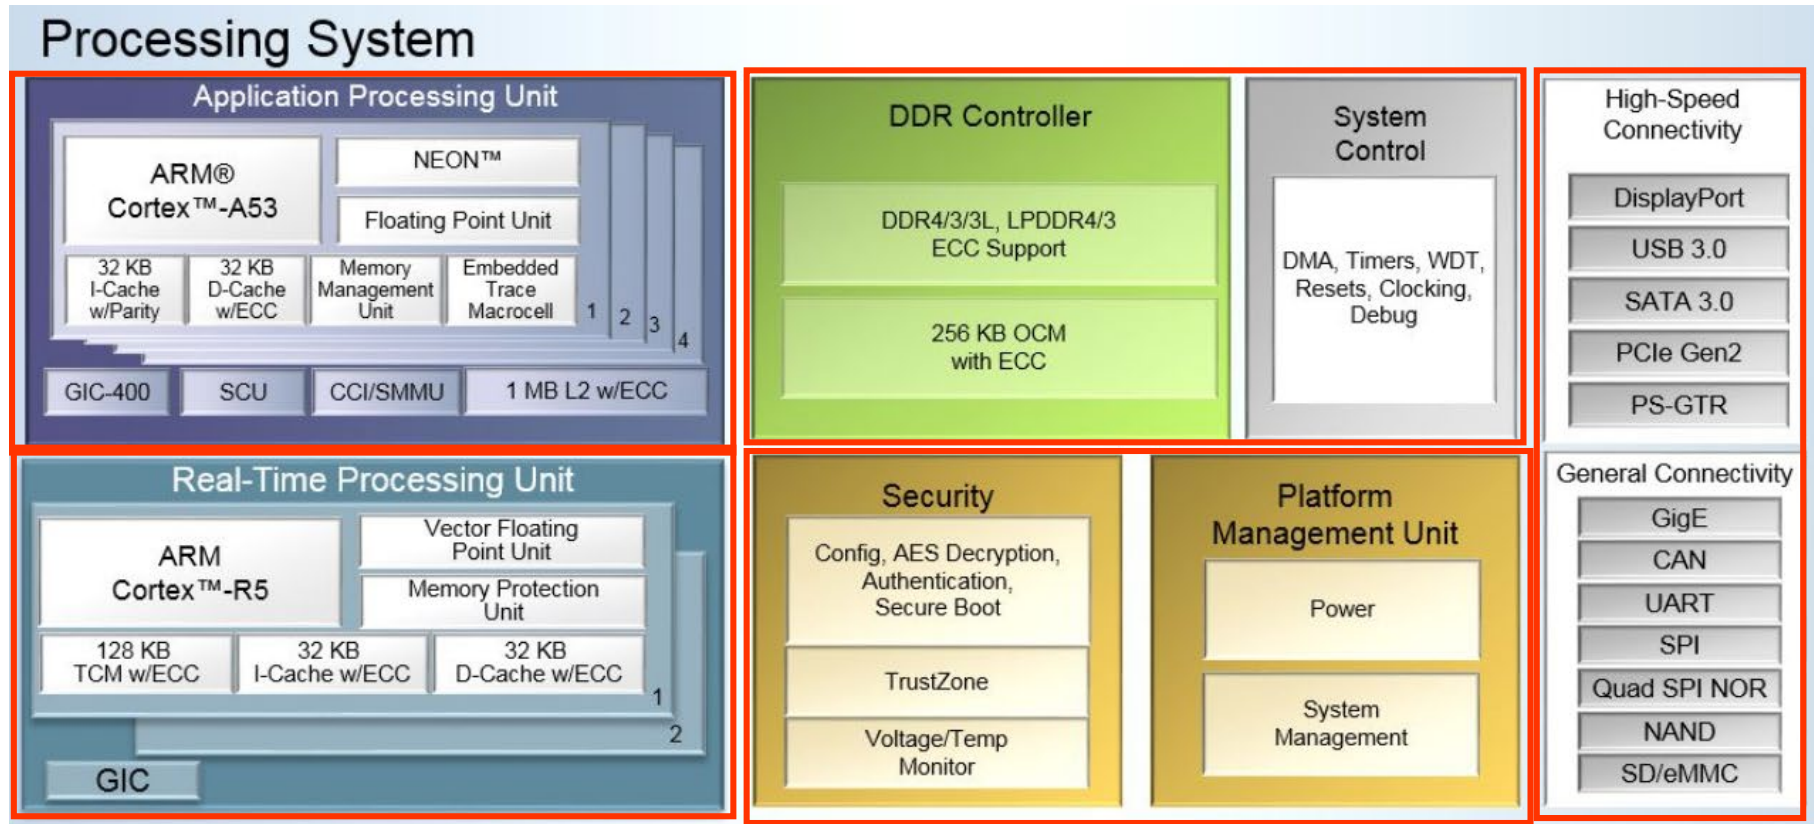 Processing System
Application Processing Unit
ARM®
Cortex™-A53
NEON™
Floating Point Unit
32 KB
I-Cache
w/Parity
32 KB
D-Cache
w/ECC
Memory
Management
Unit
Embedded
Trace
Macrocell
1
2
3
4
GIC-400
SCU
CCI/SMMU
1 MB L2 w/ECC
Real-Time Processing Unit
ARM
Cortex™-R5
Vector Floating
Point Unit
Memory Protection
Unit
128 KB
TCM w/ECC
32 KB
I-Cache w/ECC
32 KB
D-Cache w/ECC
1
2
GIC
DDR Controller
DDR4/3/3L, LPDDR4/3
ECC Support
256 KB OCM
with ECC
System
Control
DMA, Timers, WDT,
Resets, Clocking,
Debug
Security
Config, AES Decryption,
Authentication,
Secure Boot
TrustZone
Voltage/Temp
Monitor
Platform
Management Unit
Power
System
Management
High-Speed
Connectivity
DisplayPort
USB 3.0
SATA 3.0
PCIe Gen2
PS-GTR
General Connectivity
GigE
CAN
UART
SPI
Quad SPI NOR
NAND
SD/eMMC